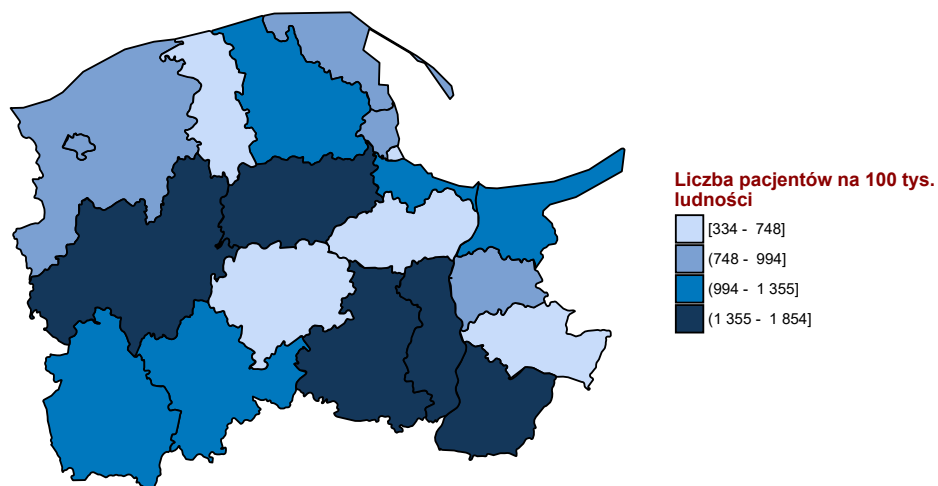 Liczba pacjentów na 100 tys.
ludności
[334 - 748]
(748 - 994]
(994 - 1 355]
(1 355 - 1 854]